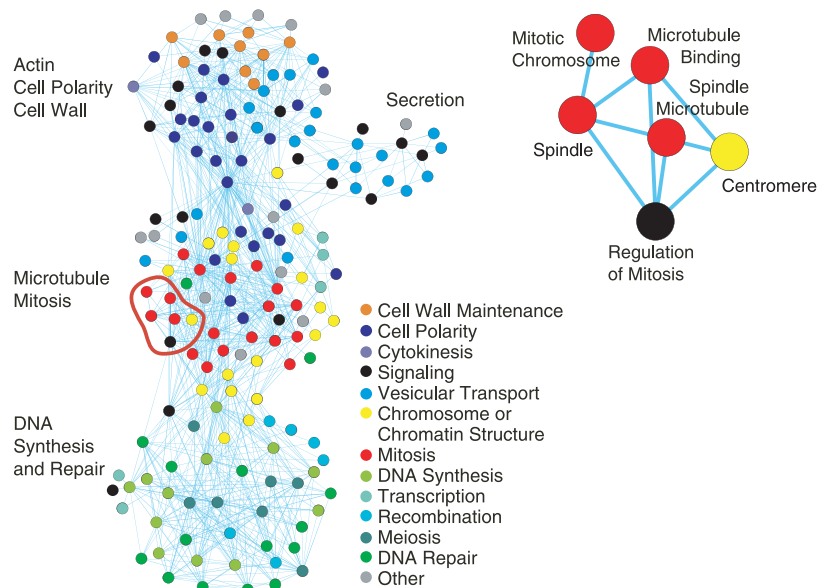 Actin
Cell Polarity
Cell Wall
Secretion
Mitotic
Chromosome
Microtubule
Binding
Spindle
Microtubule
Spindle
Centromere
Regulation
of Mitosis
Microtubule
Mitosis
DNA
Synthesis
and Repair
Cell Wall Maintenance
Cell Polarity
Cytokinesis
Signaling
Vesicular Transport
Chromosome or
Chromatin Structure
Mitosis
DNA Synthesis
Transcription
Recombination
Meiosis
DNA Repair
Other